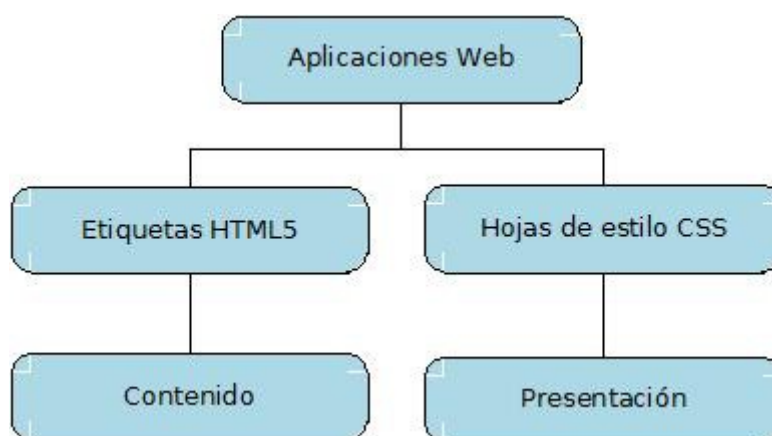 Aplicaciones Web
Etiquetas HTML5
Hojas de estilo CSS
Contenido
Presentación